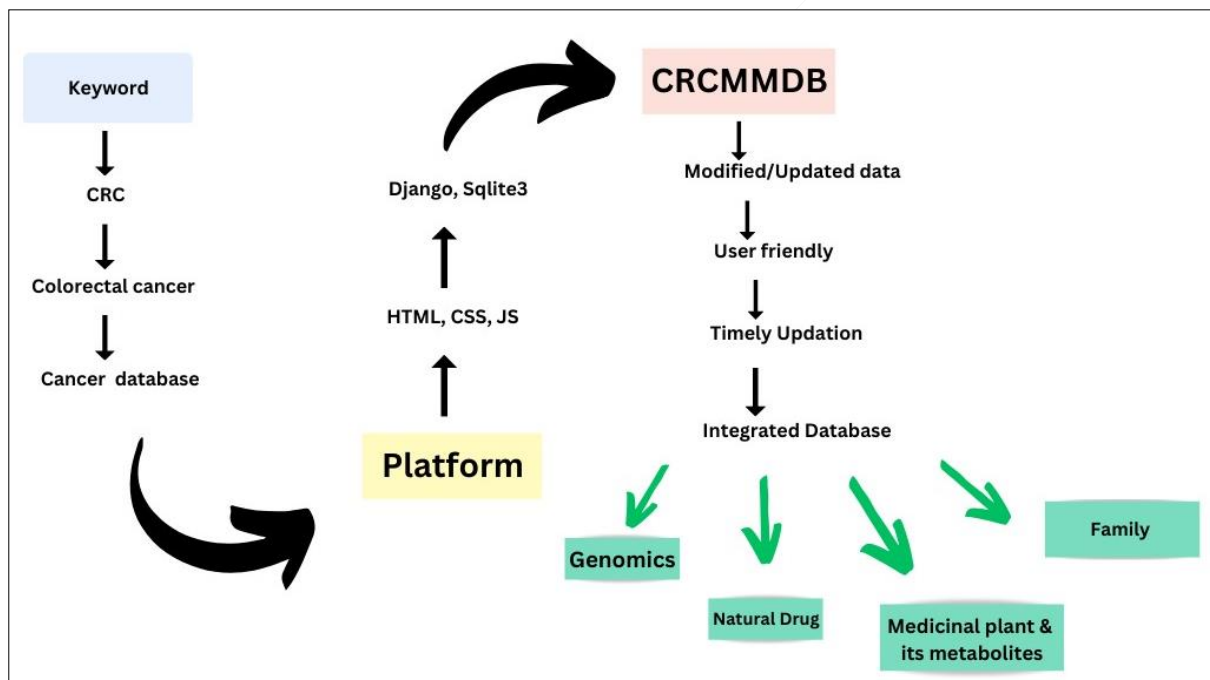 Keyword
CRC
Colorectal cancer
Cancer database
Platform
HTML, CSS, JS
Django, Sqlite3
CRCMMDB
Modified/Updated data
User friendly
Timely Updation
Integrated Database
Genomics
Natural Drug
Medicinal plant &
its metabolites
Family